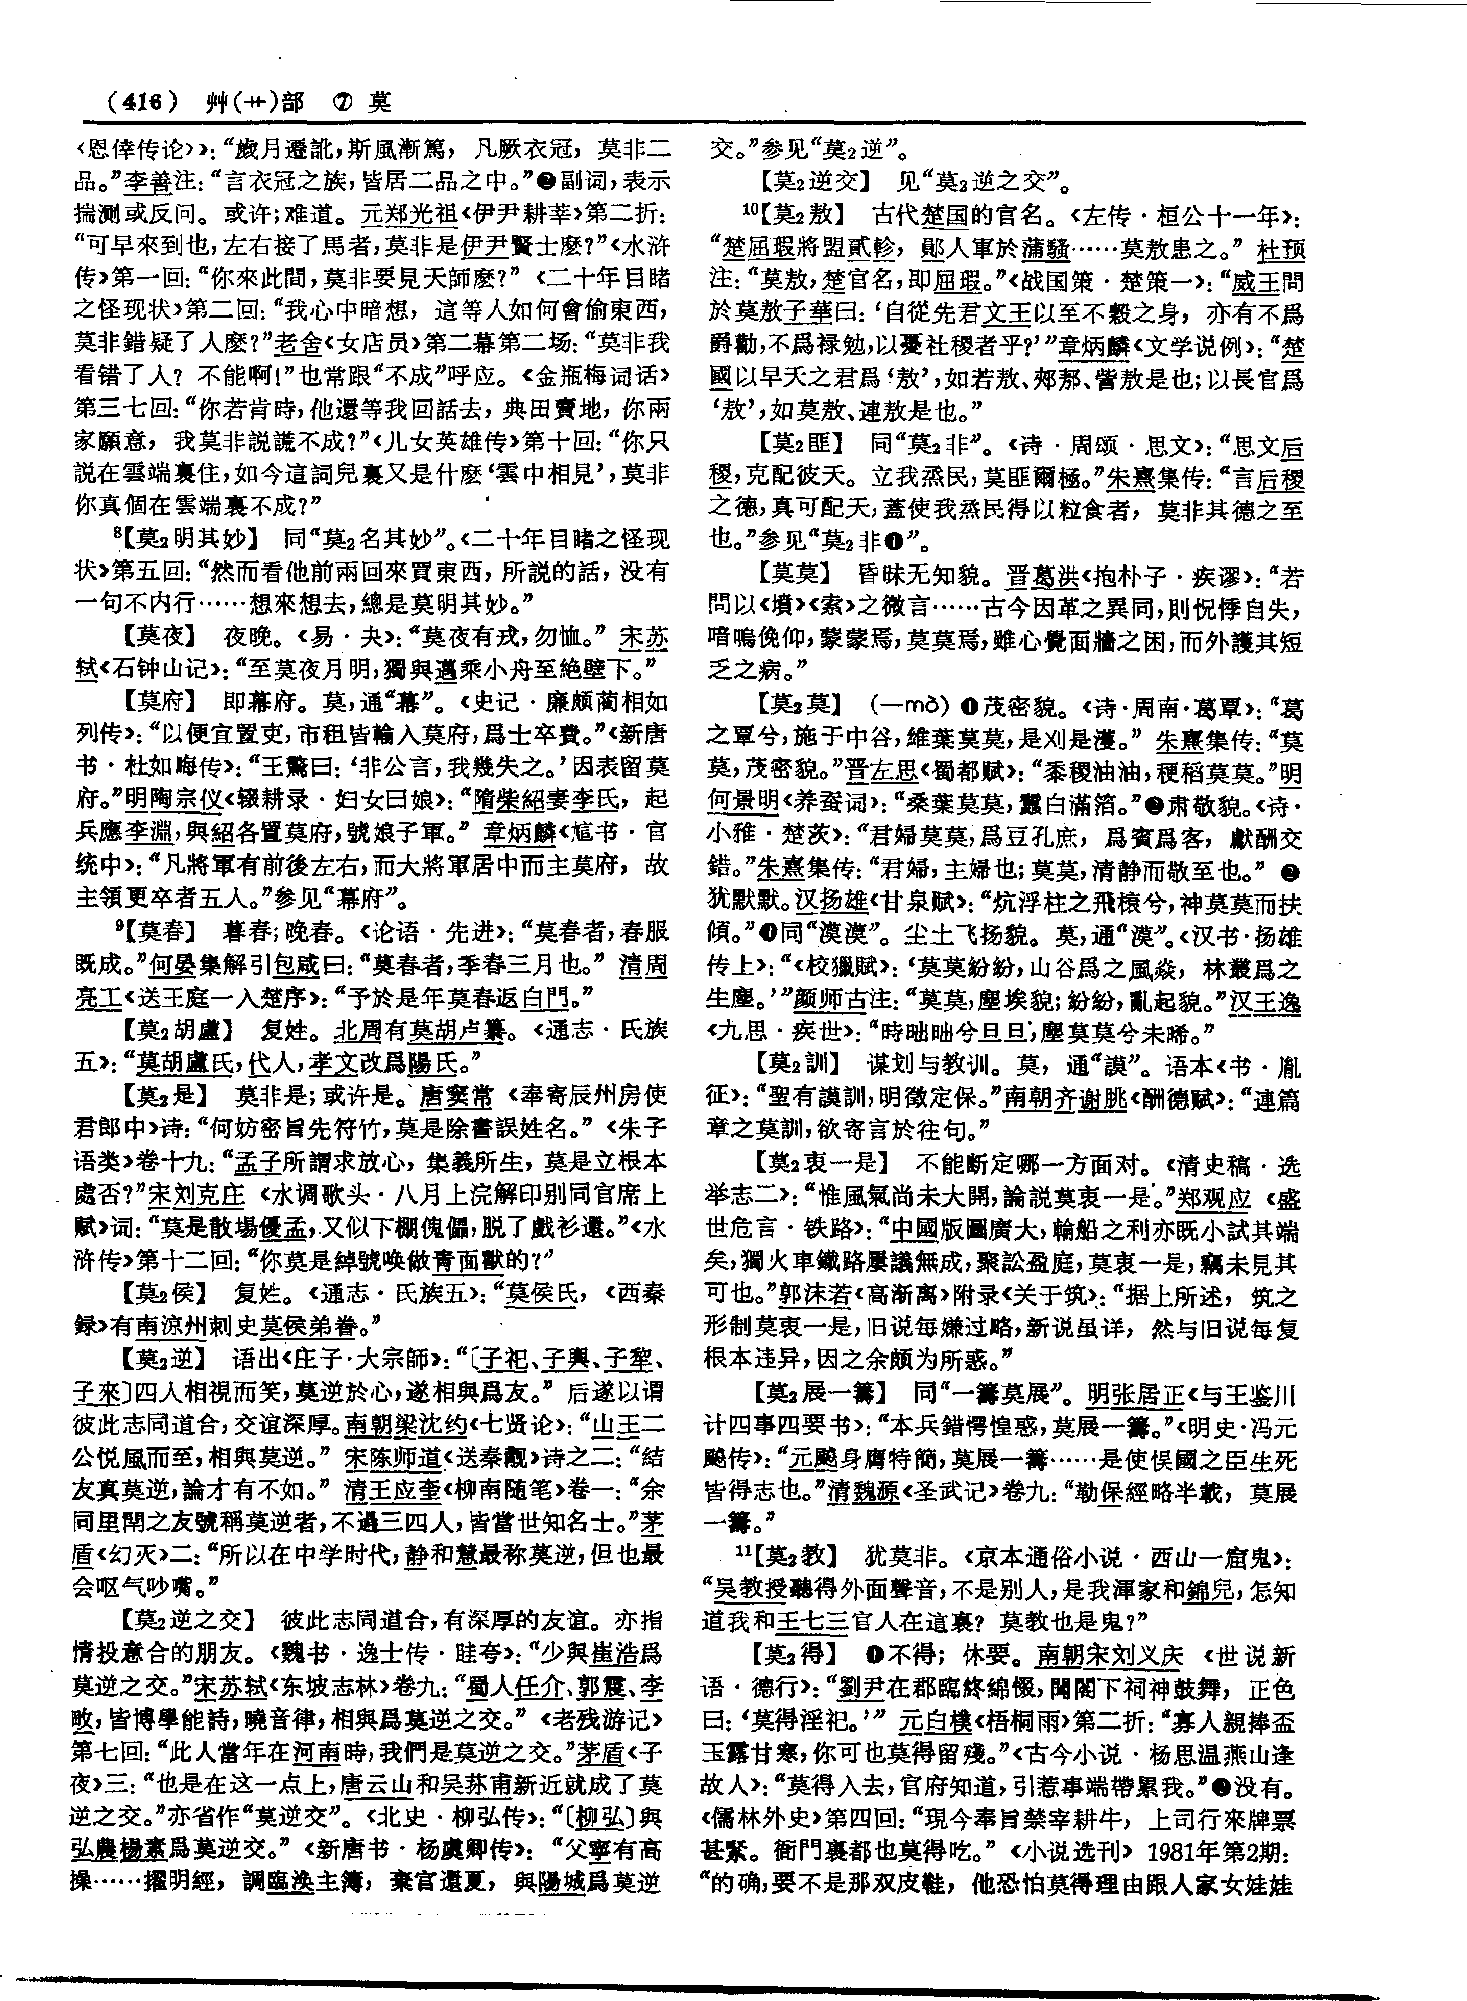 (416) 艸(艹)部 ⑦ 莫
〈恩倖传论〉》：“歲月遷訛，斯風漸篤，凡厥衣冠，莫非二
品。”李善注：“言衣冠之族，皆居二品之中。”❷副词，表示
揣测或反问。或许；难道。元郑光祖《伊尹耕莘》第二折：
“可早來到也，左右接了馬者，莫非是伊尹賢士麽？”《水浒
传》第一回：“你來此間，莫非要見天師麽？”《二十年目睹
之怪现状》第二回：“我心中暗想，這等人如何會偷東西，
莫非錯疑了人麽？”老舍《女店员》第二幕第二场：“莫非我
看错了人？不能啊！”也常跟“不成”呼应。《金瓶梅词话》
第三七回：“你若肯時，他還等我回話去，典田賣地，你兩
家願意，我莫非説謊不成？”《儿女英雄传》第十回：“你只
説在雲端裏住，如今這詞兒裏又是什麽‘雲中相見’，莫非
你真個在雲端裏不成？”
8【莫2明其妙】 同“莫2名其妙”。《二十年目睹之怪现
状》第五回：“然而看他前兩回來買東西，所説的話，没有
一句不内行……想來想去，總是莫明其妙。”
【莫夜】 夜晚。《易·夬》：“莫夜有戎，勿恤。”宋苏
轼《石钟山记》：“至莫夜月明，獨與邁乘小舟至絶壁下。”
【莫府】 即幕府。莫，通“幕”。《史记·廉颇蔺相如
列传》：“以便宜置吏，市租皆輸入莫府，爲士卒費。”《新唐
书·杜如晦传》：“王驚曰：‘非公言，我幾失之。’因表留莫
府。”明陶宗仪《辍耕录·妇女曰娘》：“隋柴紹妻李氏，起
兵應李淵，與紹各置莫府，號娘子軍。”章炳麟《訄书·官
统中》：“凡將軍有前後左右，而大將軍居中而主莫府，故
主領更卒者五人。”参见“幕府”。
9【莫春】 暮春；晚春。《论语·先进》：“莫春者，春服
既成。”何晏集解引包咸曰：“莫春者，季春三月也。”清周
亮工《送王庭一入楚序》：“予於是年莫春返白門。”
【莫2胡盧】 复姓。北周有莫胡卢纂。《通志·氏族
五》：“莫胡盧氏，代人，孝文改爲陽氏。”
【莫2是】 莫非是；或许是。唐窦常《奉寄辰州房使
君郎中》诗：“何妨密旨先符竹，莫是除書誤姓名。”《朱子
语类》卷十九：“孟子所謂求放心，集義所生，莫是立根本
處否？”宋刘克庄《水调歌头·八月上浣解印别同官席上
赋》词：“莫是散場優孟，又似下棚傀儡，脱了戲衫還。”《水
浒传》第十二回：“你莫是綽號唤做青面獸的？”
【莫2侯】 复姓。《通志·氏族五》：“莫侯氏，《西秦
録》有南凉州刺史莫侯弟眷。”
【莫2逆】 语出《庄子·大宗師》：“〔子祀、子輿、子犂、
子來〕四人相視而笑，莫逆於心，遂相與爲友。”后遂以谓
彼此志同道合，交谊深厚。南朝梁沈约《七贤论》：“山王二
公悦風而至，相與莫逆。”宋陈师道《送秦觀》诗之二：“結
友真莫逆，論才有不如。”清王应奎《柳南随笔》卷一：“余
同里閈之友號稱莫逆者，不過三四人，皆當世知名士。”茅
盾《幻灭》二：“所以在中学时代，静和慧最称莫逆，但也最
会呕气吵嘴。”
【莫2逆之交】 彼此志同道合，有深厚的友谊。亦指
情投意合的朋友。《魏书·逸士传·眭夸》：“少與崔浩爲
莫逆之交。”宋苏轼《东坡志林》卷九：“蜀人任介、郭震、李
畋，皆博學能詩，曉音律，相與爲莫逆之交。”《老残游记》
第七回：“此人當年在河南時，我們是莫逆之交。”茅盾《子
夜》三：“也是在这一点上，唐云山和吴荪甫新近就成了莫
逆之交。”亦省作“莫逆交”。《北史·柳弘传》：“〔柳弘〕與
弘農楊素爲莫逆交。”《新唐书·杨虞卿传》：“父寧有高
操……擢明經，調臨涣主簿，棄官還夏，與陽城爲莫逆
交。”参见“莫2逆”。
【莫2逆交】 见“莫2逆之交”。
10【莫2敖】 古代楚国的官名。《左传·桓公十一年》：
“楚屈瑕將盟貳軫，鄖人軍於蒲騷……莫敖患之。”杜预
注：“莫敖，楚官名，即屈瑕。”《战国策·楚策一》：“威王問
於莫敖子華曰：‘自從先君文王以至不穀之身，亦有不爲
爵勸，不爲禄勉，以憂社稷者乎？’”章炳麟《文学说例》：“楚
國以早夭之君爲‘敖’，如若敖、郟敖、訾敖是也；以長官爲
‘敖’，如莫敖、連敖是也。”
【莫2匪】 同“莫2非”。《诗·周颂·思文》：“思文后
稷，克配彼天。立我烝民，莫匪爾極。”朱熹集传：“言后稷
之德，真可配天，蓋使我烝民得以粒食者，莫非其德之至
也。”参见“莫2非❶”。
【莫莫】 昏昧无知貌。晋葛洪《抱朴子·疾谬》：“若
問以《墳》《索》之微言……古今因革之異同，則怳悸自失，
喑嗚俛仰，蒙蒙焉，莫莫焉，雖心覺面牆之困，而外護其短
乏之病。”
【莫2莫】 （—mò）❶茂密貌。《诗·周南·葛覃》：“葛
之覃兮，施于中谷，維葉莫莫，是刈是濩。”朱熹集传：“莫
莫，茂密貌。”晋左思《蜀都赋》：“黍稷油油，稉稻莫莫。”明
何景明《养蚕词》：“桑葉莫莫，蠶白滿箔。”❷肃敬貌。《诗·
小雅·楚茨》：“君婦莫莫，爲豆孔庶，爲賓爲客，獻酬交
錯。”朱熹集传：“君婦，主婦也；莫莫，清静而敬至也。”❸
犹默默。汉扬雄《甘泉赋》：“炕浮柱之飛榱兮，神莫莫而扶
傾。”❹同“漠漠”。尘土飞扬貌。莫，通“漠”。《汉书·扬雄
传上》：“《校獵賦》：‘莫莫紛紛，山谷爲之風猋，林叢爲之
生塵。’”颜师古注：“莫莫，塵埃貌；紛紛，亂起貌。”汉王逸
《九思·疾世》：“時昢昢兮旦旦，塵莫莫兮未晞。”
【莫2訓】 谋划与教训。莫，通“謨”。语本《书·胤
征》：“聖有謨訓，明徵定保。”南朝齐谢朓《酬德赋》：“連篇
章之莫訓，欲寄言於往句。”
【莫2衷一是】 不能断定哪一方面对。《清史稿·选
举志二》：“惟風氣尚未大開，論説莫衷一是。”郑观应《盛
世危言·铁路》：“中國版圖廣大，輪船之利亦既小試其端
矣，獨火車鐵路屢議無成，聚訟盈庭，莫衷一是，竊未見其
可也。”郭沫若《高渐离》附录《关于筑》：“据上所述，筑之
形制莫衷一是，旧说每嫌过略，新说虽详，然与旧说每复
根本违异，因之余颇为所惑。”
【莫2展一籌】 同“一籌莫展”。明张居正《与王鉴川
计四事四要书》：“本兵錯愕惶惑，莫展一籌。”《明史·冯元
飏传》：“元飈身膺特簡，莫展一籌……是使悮國之臣生死
皆得志也。”清魏源《圣武记》卷九：“勒保經略半載，莫展
一籌。”
11【莫2教】 犹莫非。《京本通俗小说·西山一窟鬼》：
“吴教授聽得外面聲音，不是别人，是我渾家和錦兒，怎知
道我和王七三官人在這裏？莫教也是鬼？”
【莫2得】 ❶不得；休要。南朝宋刘义庆《世说新
语·德行》：“劉尹在郡臨終綿惙，聞閣下祠神鼓舞，正色
曰：‘莫得淫祀。’”元白樸《梧桐雨》第二折：“寡人親捧盃
玉露甘寒，你可也莫得留殘。”《古今小说·杨思温燕山逢
故人》：“莫得入去，官府知道，引惹事端帶累我。”❷没有。
《儒林外史》第四回：“現今奉旨禁宰耕牛，上司行來牌票
甚緊。衙門裏都也莫得吃。”《小说选刊》1981年第2期：
“的确，要不是那双皮鞋，他恐怕莫得理由跟人家女娃娃